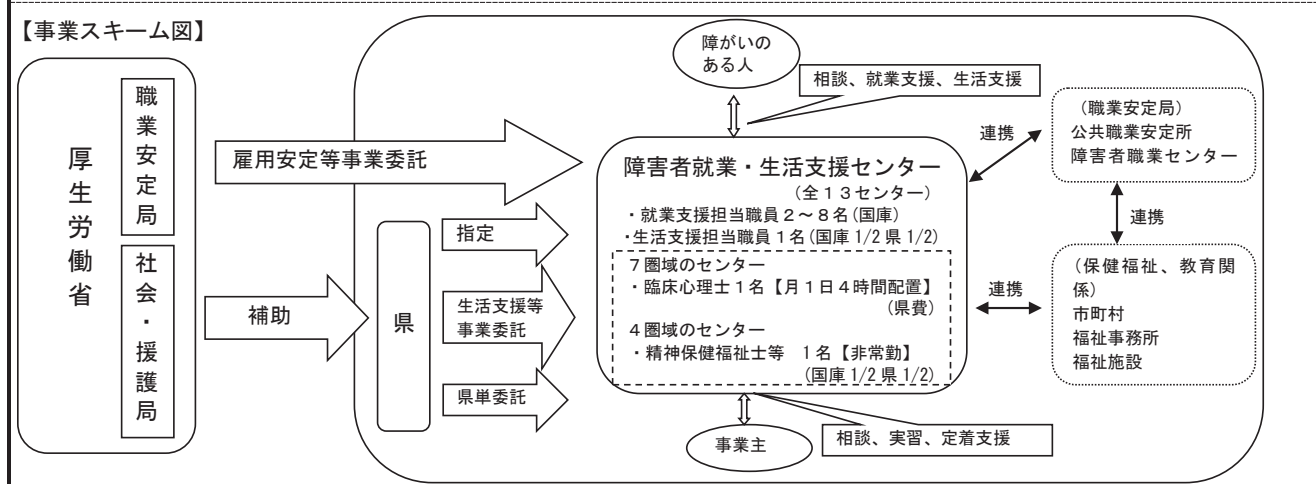 【事業スキーム図】
厚生労働省
職業安定局
社会・援護局
雇用安定等事業委託
補助
県
指定
生活支援等
事業委託
県単委託
障がいの
ある人
相談、就業支援、生活支援
障害者就業・生活支援センター
（全１３センター）
・就業支援担当職員２～８名(国庫)
・生活支援担当職員１名(国庫 1/2 県 1/2)
７圏域のセンター
・臨床心理士１名【月１日４時間配置】
(県費)
４圏域のセンター
・精神保健福祉士等　１名【非常勤】
(国庫 1/2 県 1/2)
事業主
相談、実習、定着支援
連携
（職業安定局）
公共職業安定所
障害者職業センター
連携
連携
（保健福祉、教育関
係）
市町村
福祉事務所
福祉施設